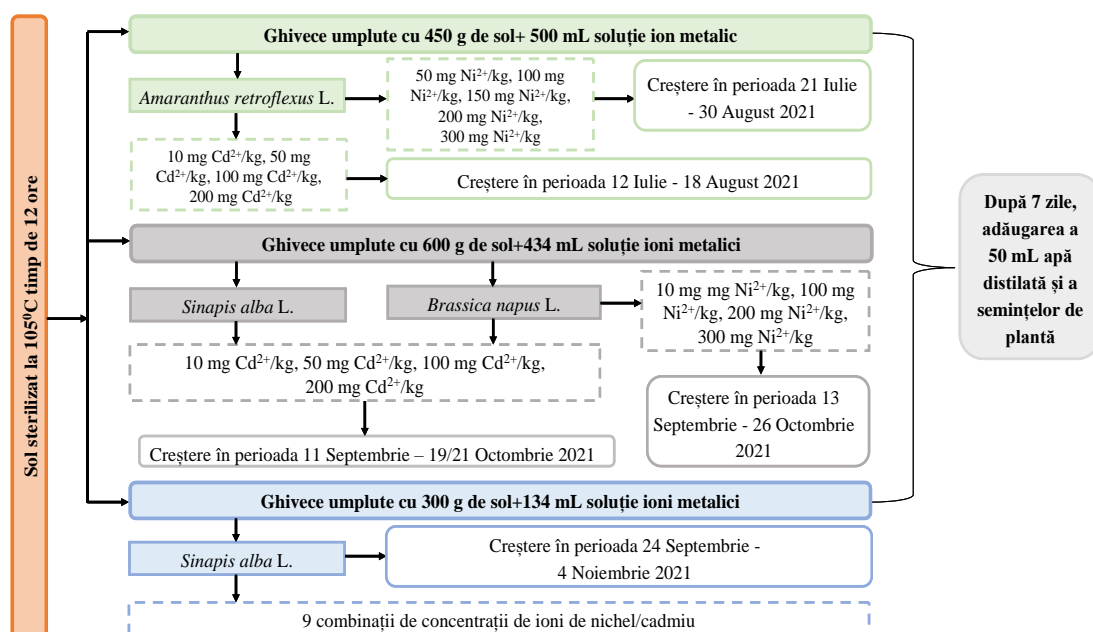 Sol sterilizat la 105⁰C timp de 12 ore
Ghivece umplute cu 450 g de sol+ 500 mL soluție ion metalic
Amaranthus retroflexus L.
50 mg Ni²⁺/kg, 100 mg
Ni²⁺/kg, 150 mg Ni²⁺/kg,
200 mg Ni²⁺/kg,
300 mg Ni²⁺/kg
Creștere în perioada 21 Iulie
- 30 August 2021
10 mg Cd²⁺/kg, 50 mg
Cd²⁺/kg, 100 mg Cd²⁺/kg,
200 mg Cd²⁺/kg
Creștere în perioada 12 Iulie - 18 August 2021
Ghivece umplute cu 600 g de sol+434 mL soluție ioni metalici
Sinapis alba L.
Brassica napus L.
10 mg mg Ni²⁺/kg, 100 mg
Ni²⁺/kg, 200 mg Ni²⁺/kg,
300 mg Ni²⁺/kg
10 mg Cd²⁺/kg, 50 mg Cd²⁺/kg, 100 mg Cd²⁺/kg,
200 mg Cd²⁺/kg
Creștere în perioada 13
Septembrie - 26 Octombrie
2021
Creștere în perioada 11 Septembrie – 19/21 Octombrie 2021
Ghivece umplute cu 300 g de sol+134 mL soluție ioni metalici
Sinapis alba L.
Creștere în perioada 24 Septembrie -
4 Noiembrie 2021
9 combinații de concentrații de ioni de nichel/cadmiu
După 7 zile,
adăugarea a
50 mL apă
distilată și a
semințelor de
plantă